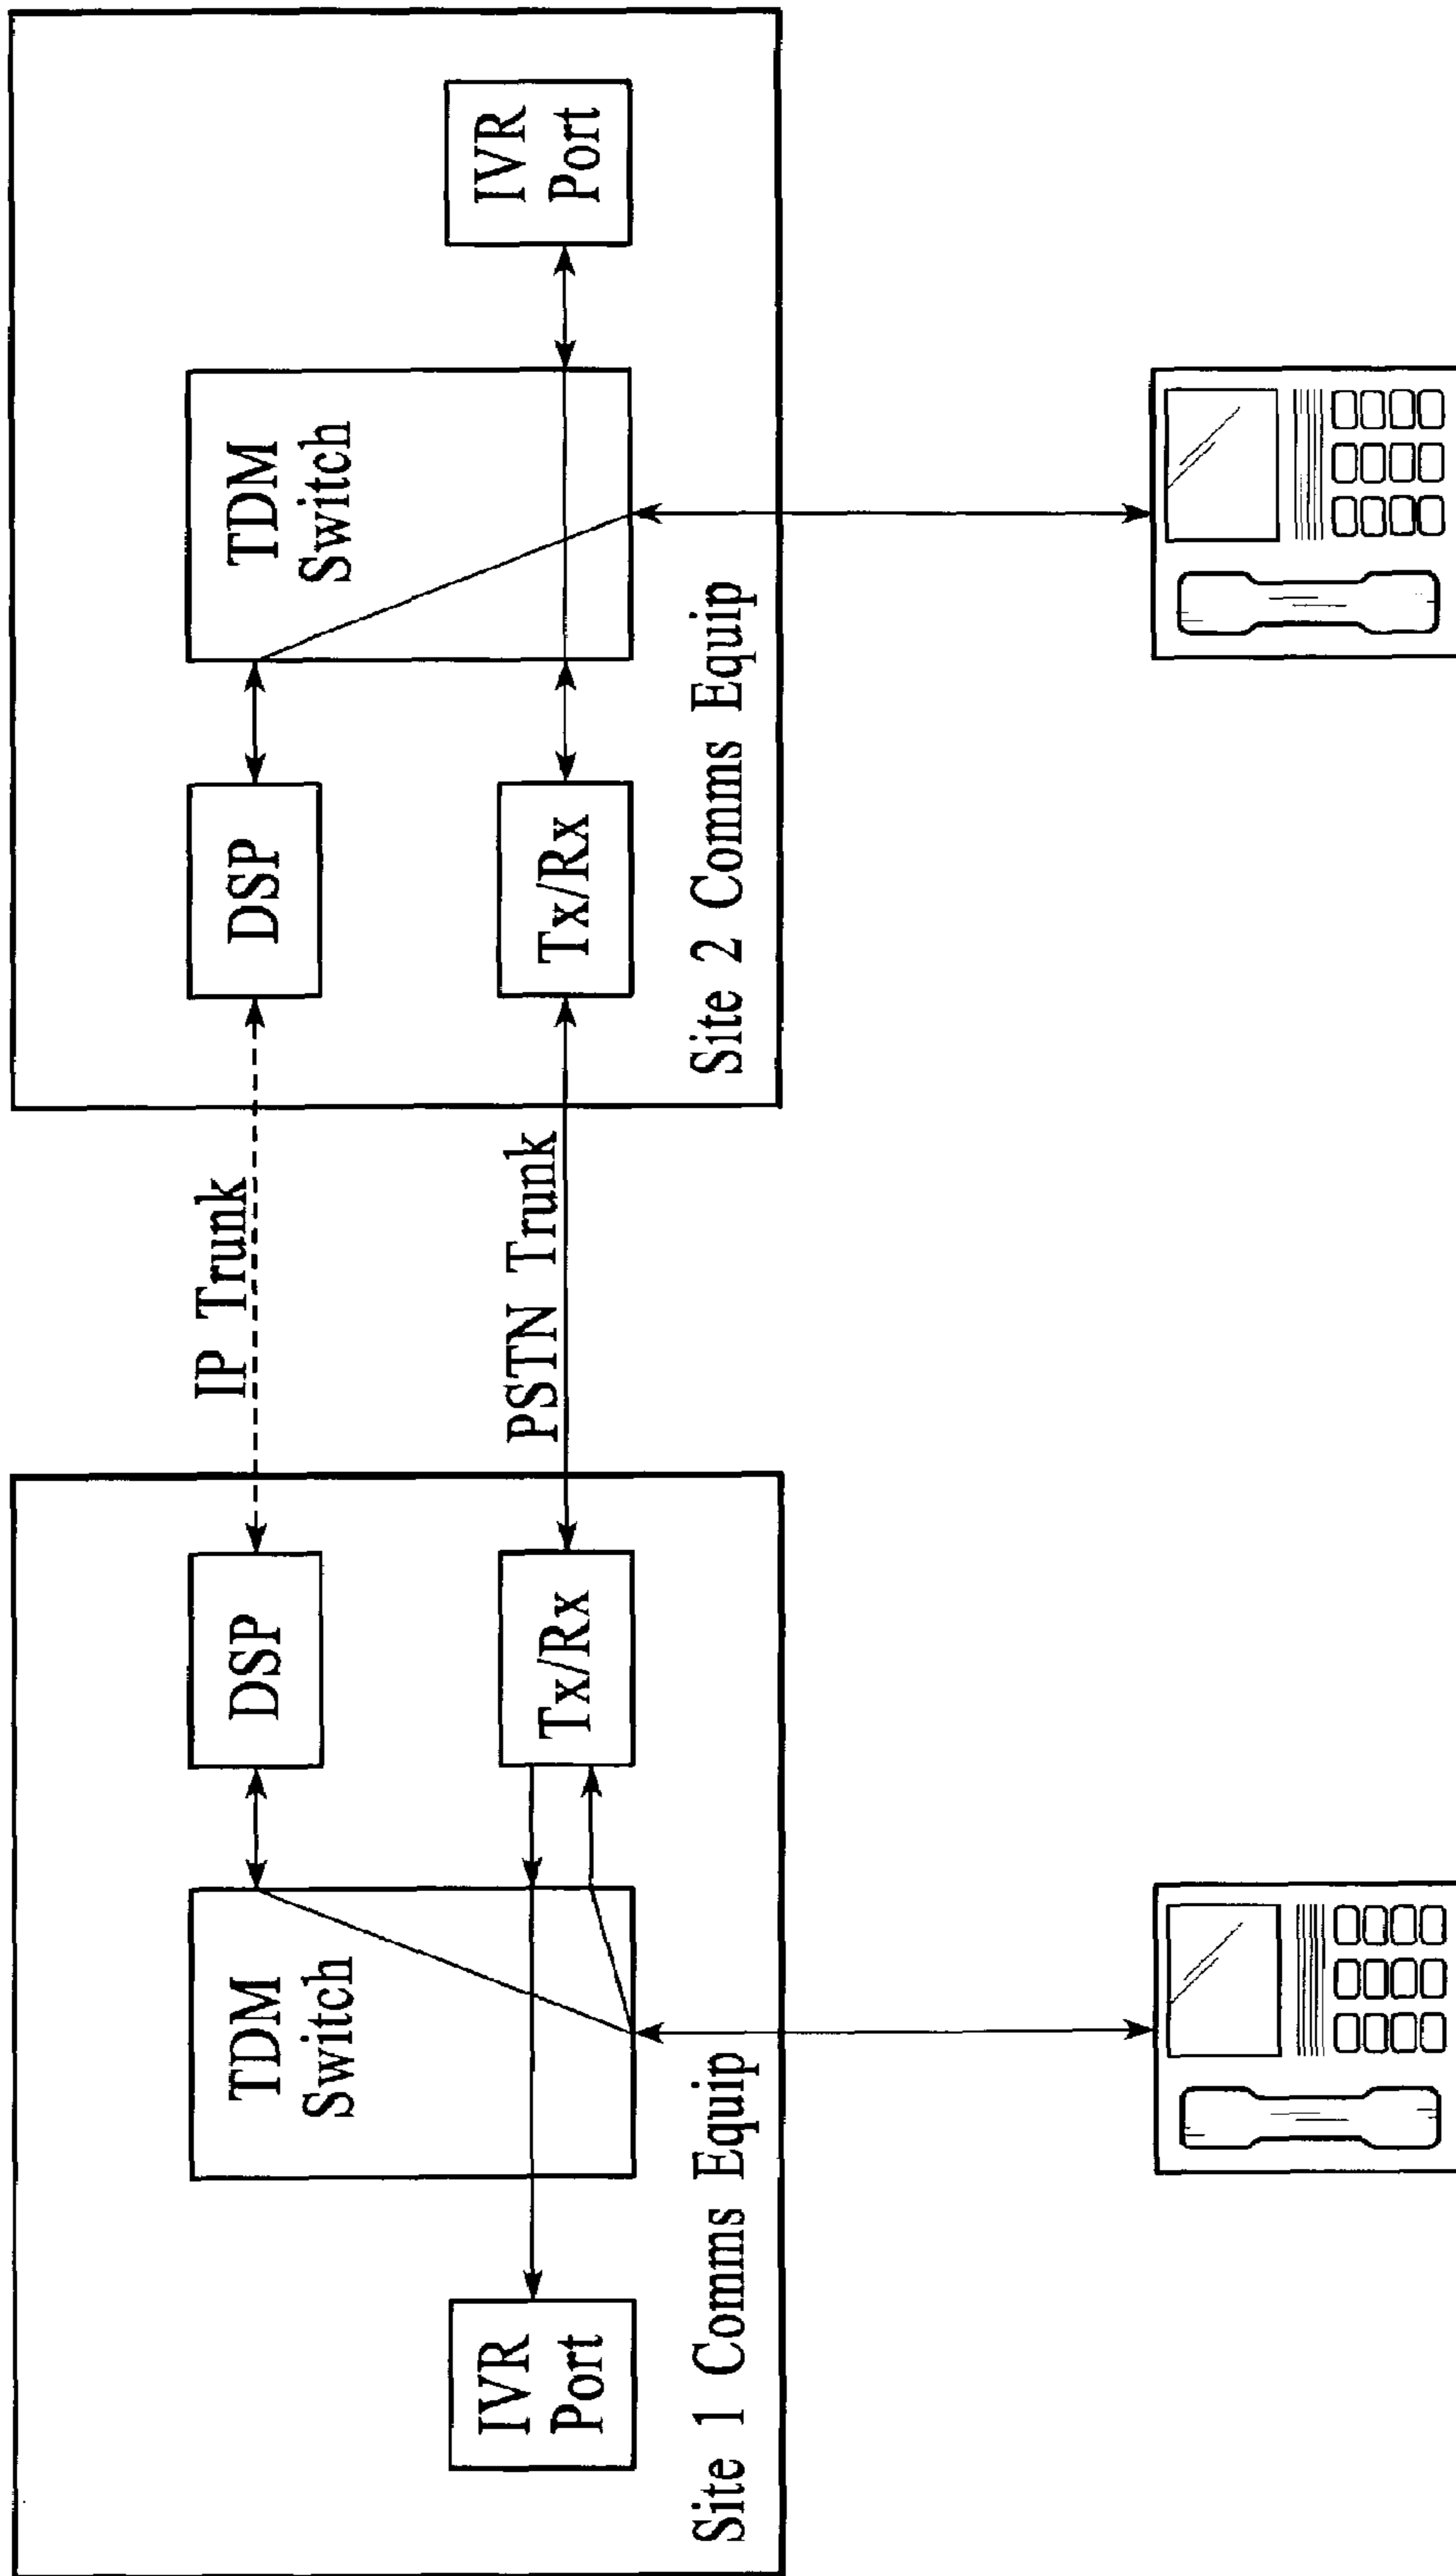 IVR
Port
TDM
Switch
DSP
Tx/Rx
Site 1 Comms Equip
IP Trunk
PSTN Trunk
DSP
Tx/Rx
TDM
Switch
IVR
Port
Site 2 Comms Equip